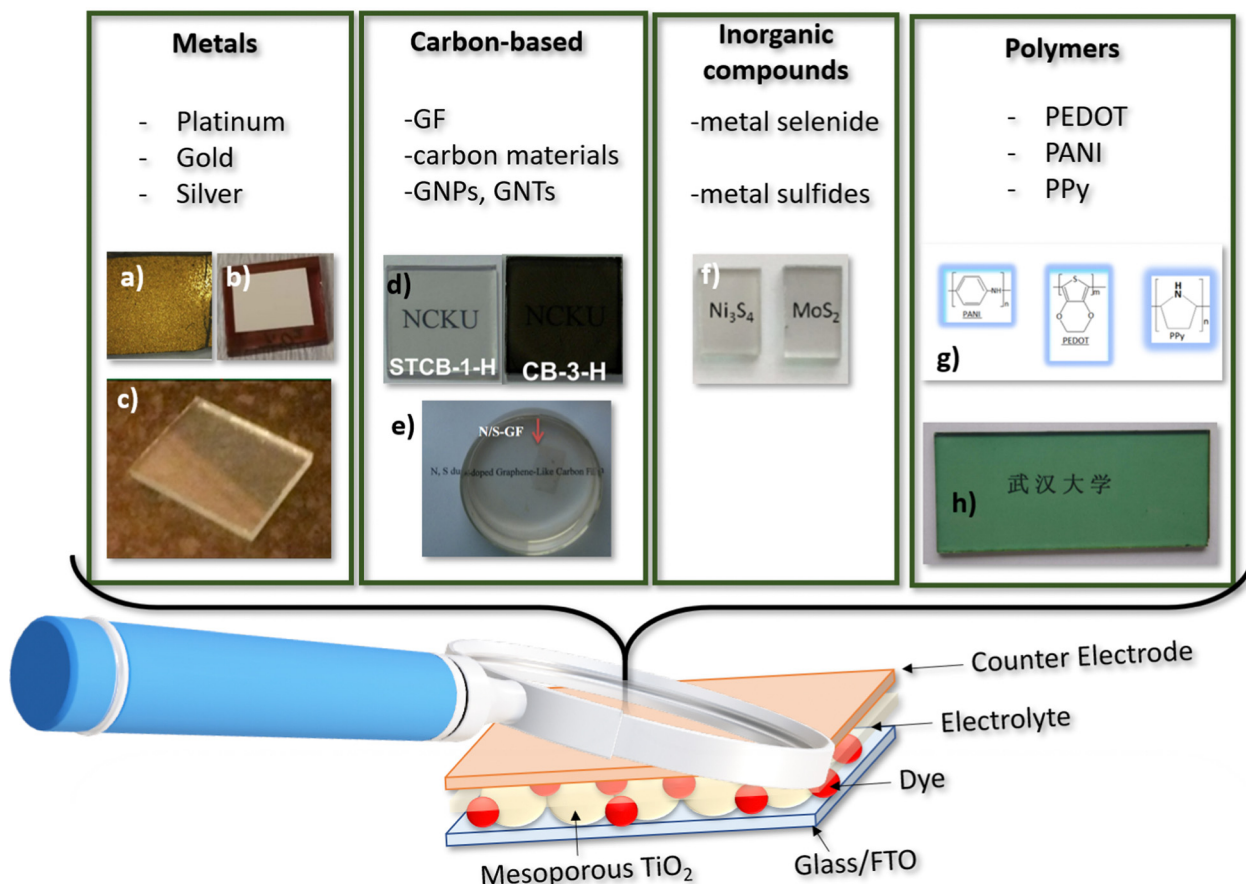 Metals
- Platinum
- Gold
- Silver
a)
b)
c)
Carbon-based
-GF
-carbon materials
-GNPs, GNTs
d)
NCKU
STCB-1-H
NCKU
CB-3-H
e)
N/S-GF
N, S du doped Graphene-Like Carbon
Inorganic
compounds
-metal selenide
-metal sulfides
f)
Ni₃S₄
MoS₂
Polymers
- PEDOT
- PANI
- PPy
NH
n
PANI
S
m
O
O
PEDOT
H
N
n
PPy
g)
h)
武汉大学
Counter Electrode
Electrolyte
Dye
Glass/FTO
Mesoporous TiO₂